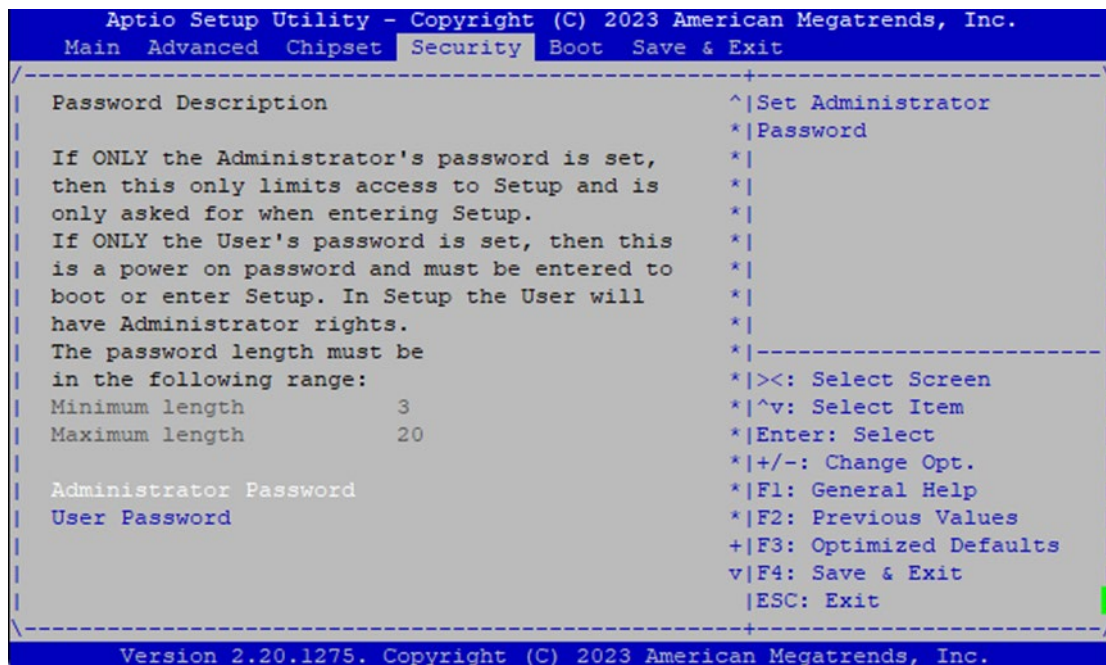 Aptio Setup Utility - Copyright (C) 2023 American Megatrends, Inc.
Main Advanced Chipset Security Boot Save & Exit
/----------------------------------------------------+-------------------------\
| Password Description ^|Set Administrator
| *|Password
| If ONLY the Administrator's password is set, *|
| then this only limits access to Setup and is *|
| only asked for when entering Setup. *|
| If ONLY the User's password is set, then this *|
| is a power on password and must be entered to *|
| boot or enter Setup. In Setup the User will *|
| have Administrator rights. *|
| The password length must be *|-------------------------
| in the following range: *|><: Select Screen
| Minimum length 3 *|^v: Select Item
| Maximum length 20 *|Enter: Select
| *|+/-: Change Opt.
| Administrator Password *|F1: General Help
| User Password *|F2: Previous Values
| +|F3: Optimized Defaults
| v|F4: Save & Exit
| |ESC: Exit
\----------------------------------------------------+-------------------------/
Version 2.20.1275. Copyright (C) 2023 American Megatrends, Inc.